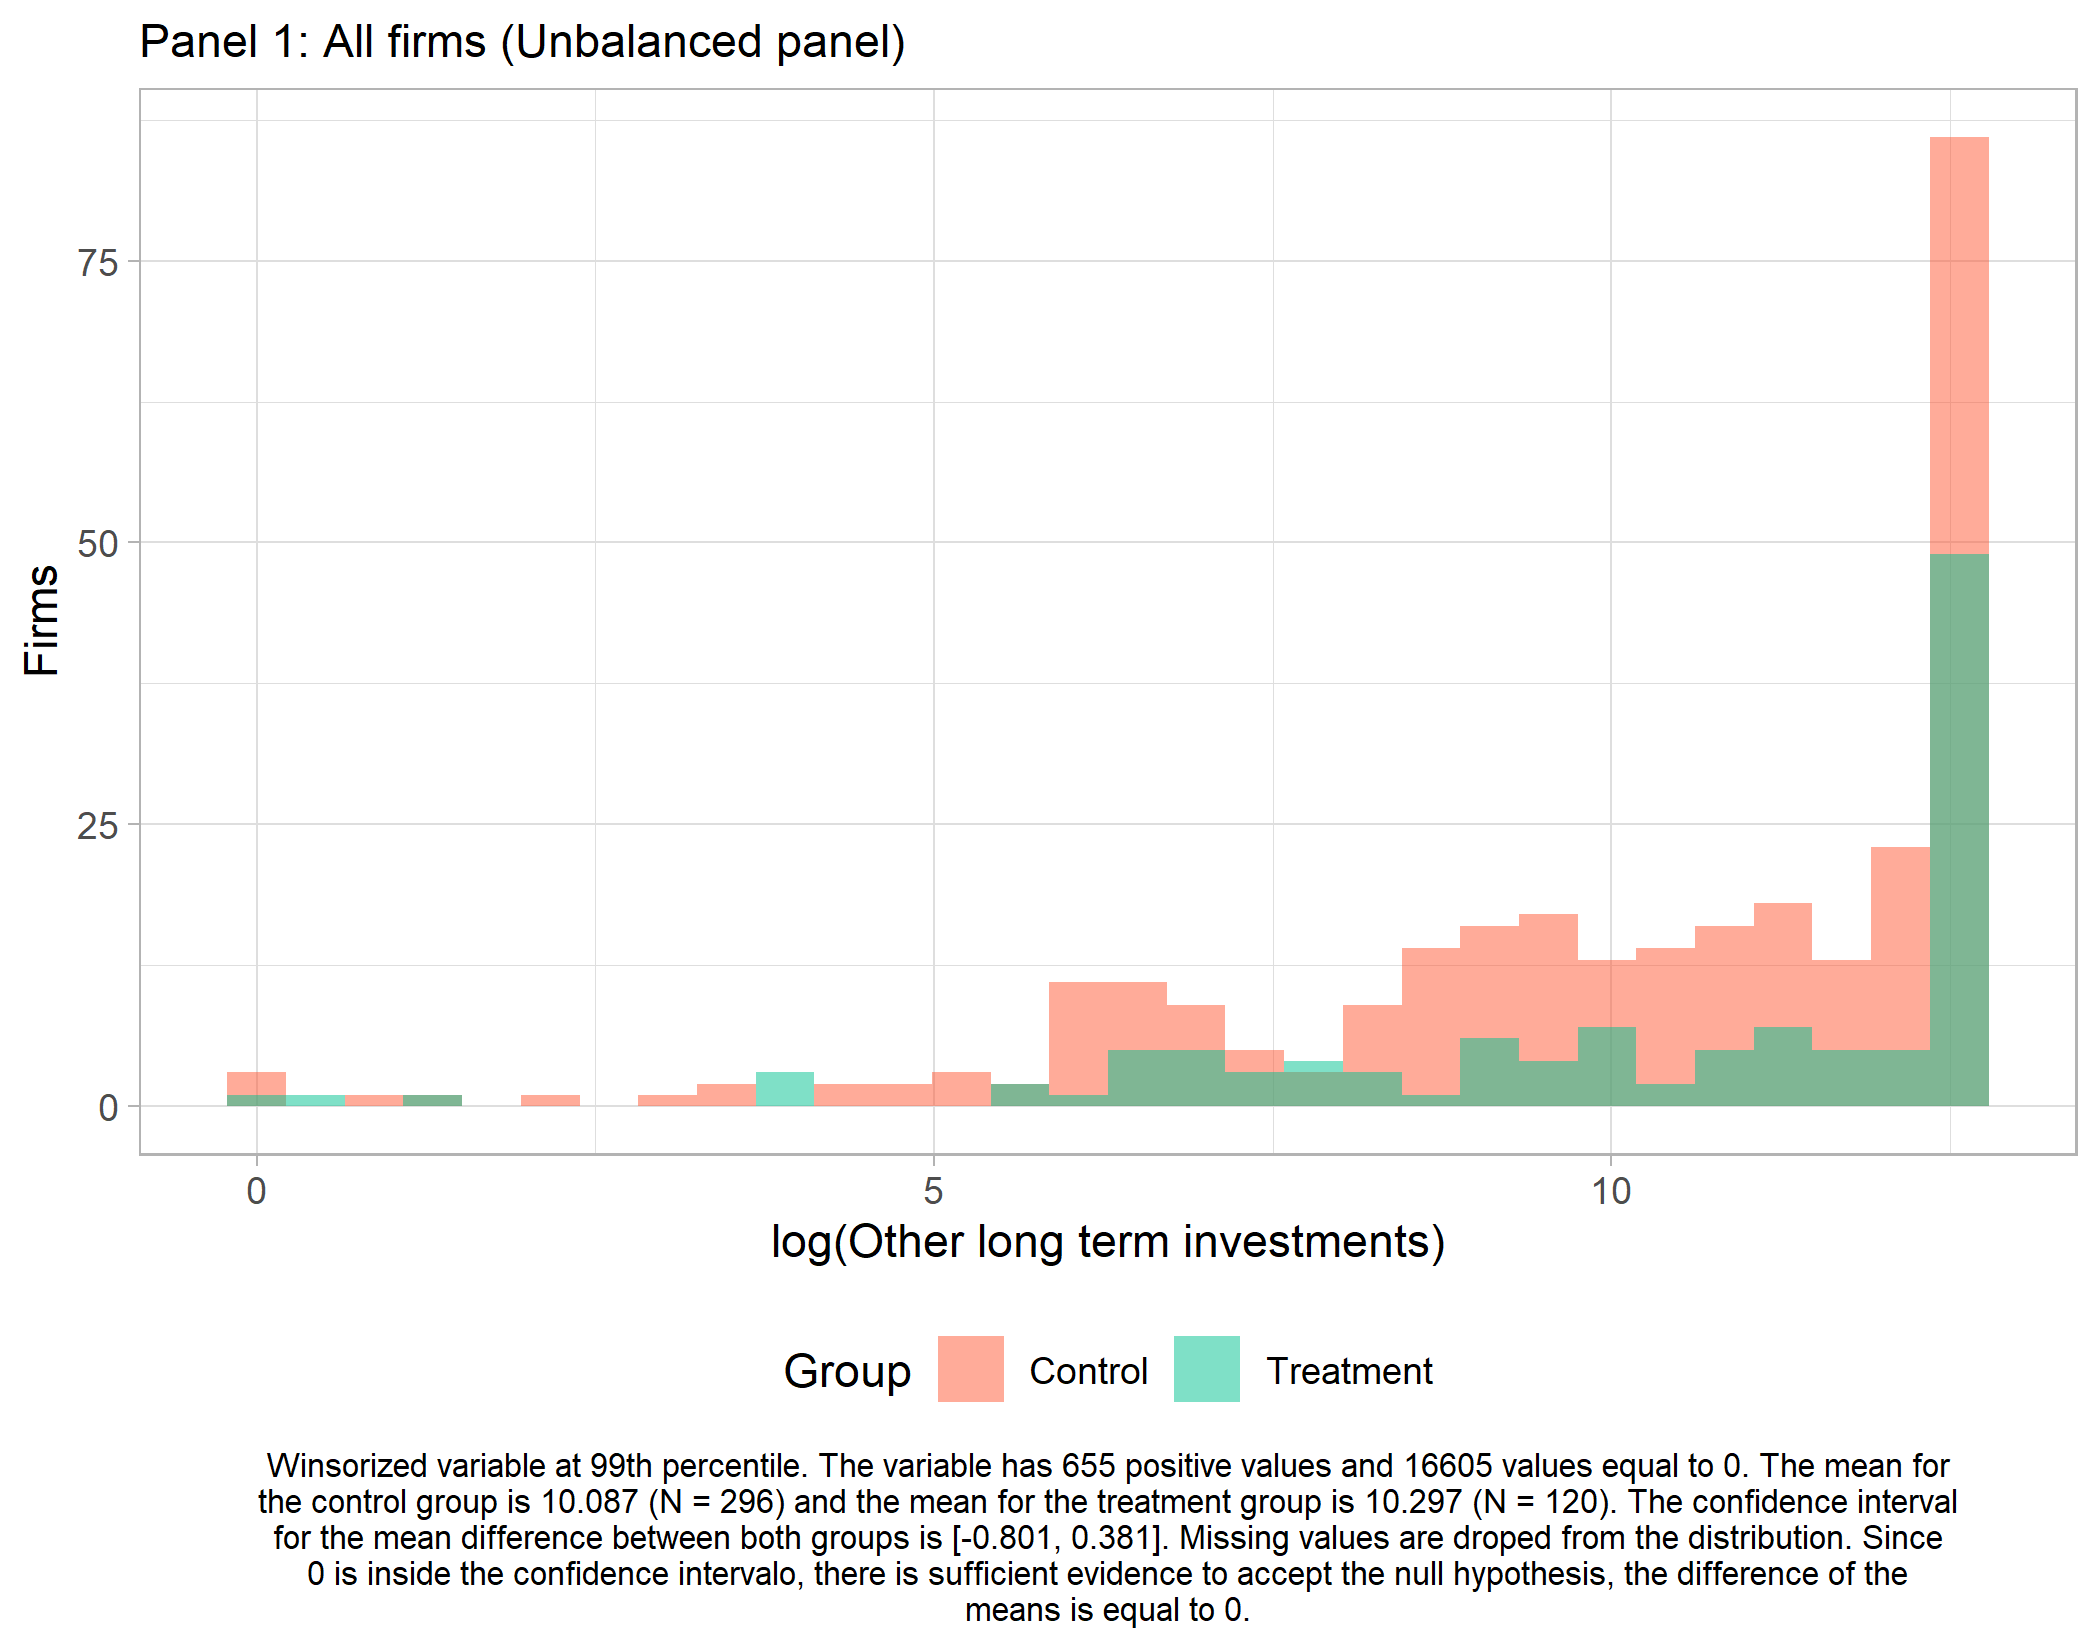 Panel 1: All firms (Unbalanced panel)
75
50
25
0
Firms
0 5 10
log(Other long term investments)
Group Control Treatment
Winsorized variable at 99th percentile. The variable has 655 positive values and 16605 values equal to 0. The mean for
the control group is 10.087 (N = 296) and the mean for the treatment group is 10.297 (N = 120). The confidence interval
for the mean difference between both groups is [-0.801, 0.381]. Missing values are droped from the distribution. Since
0 is inside the confidence intervalo, there is sufficient evidence to accept the null hypothesis, the difference of the
means is equal to 0.